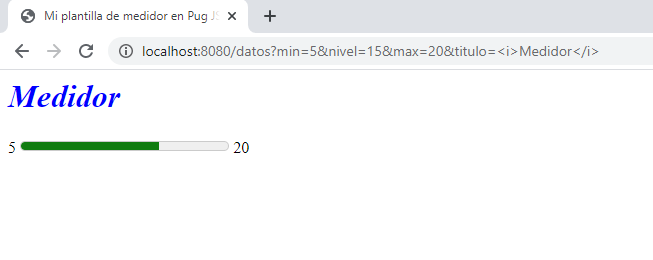 Mi plantilla de medidor en Pug JS
localhost:8080/datos?min=5&nivel=15&max=20&titulo=<i>Medidor</i>
Medidor
5 20